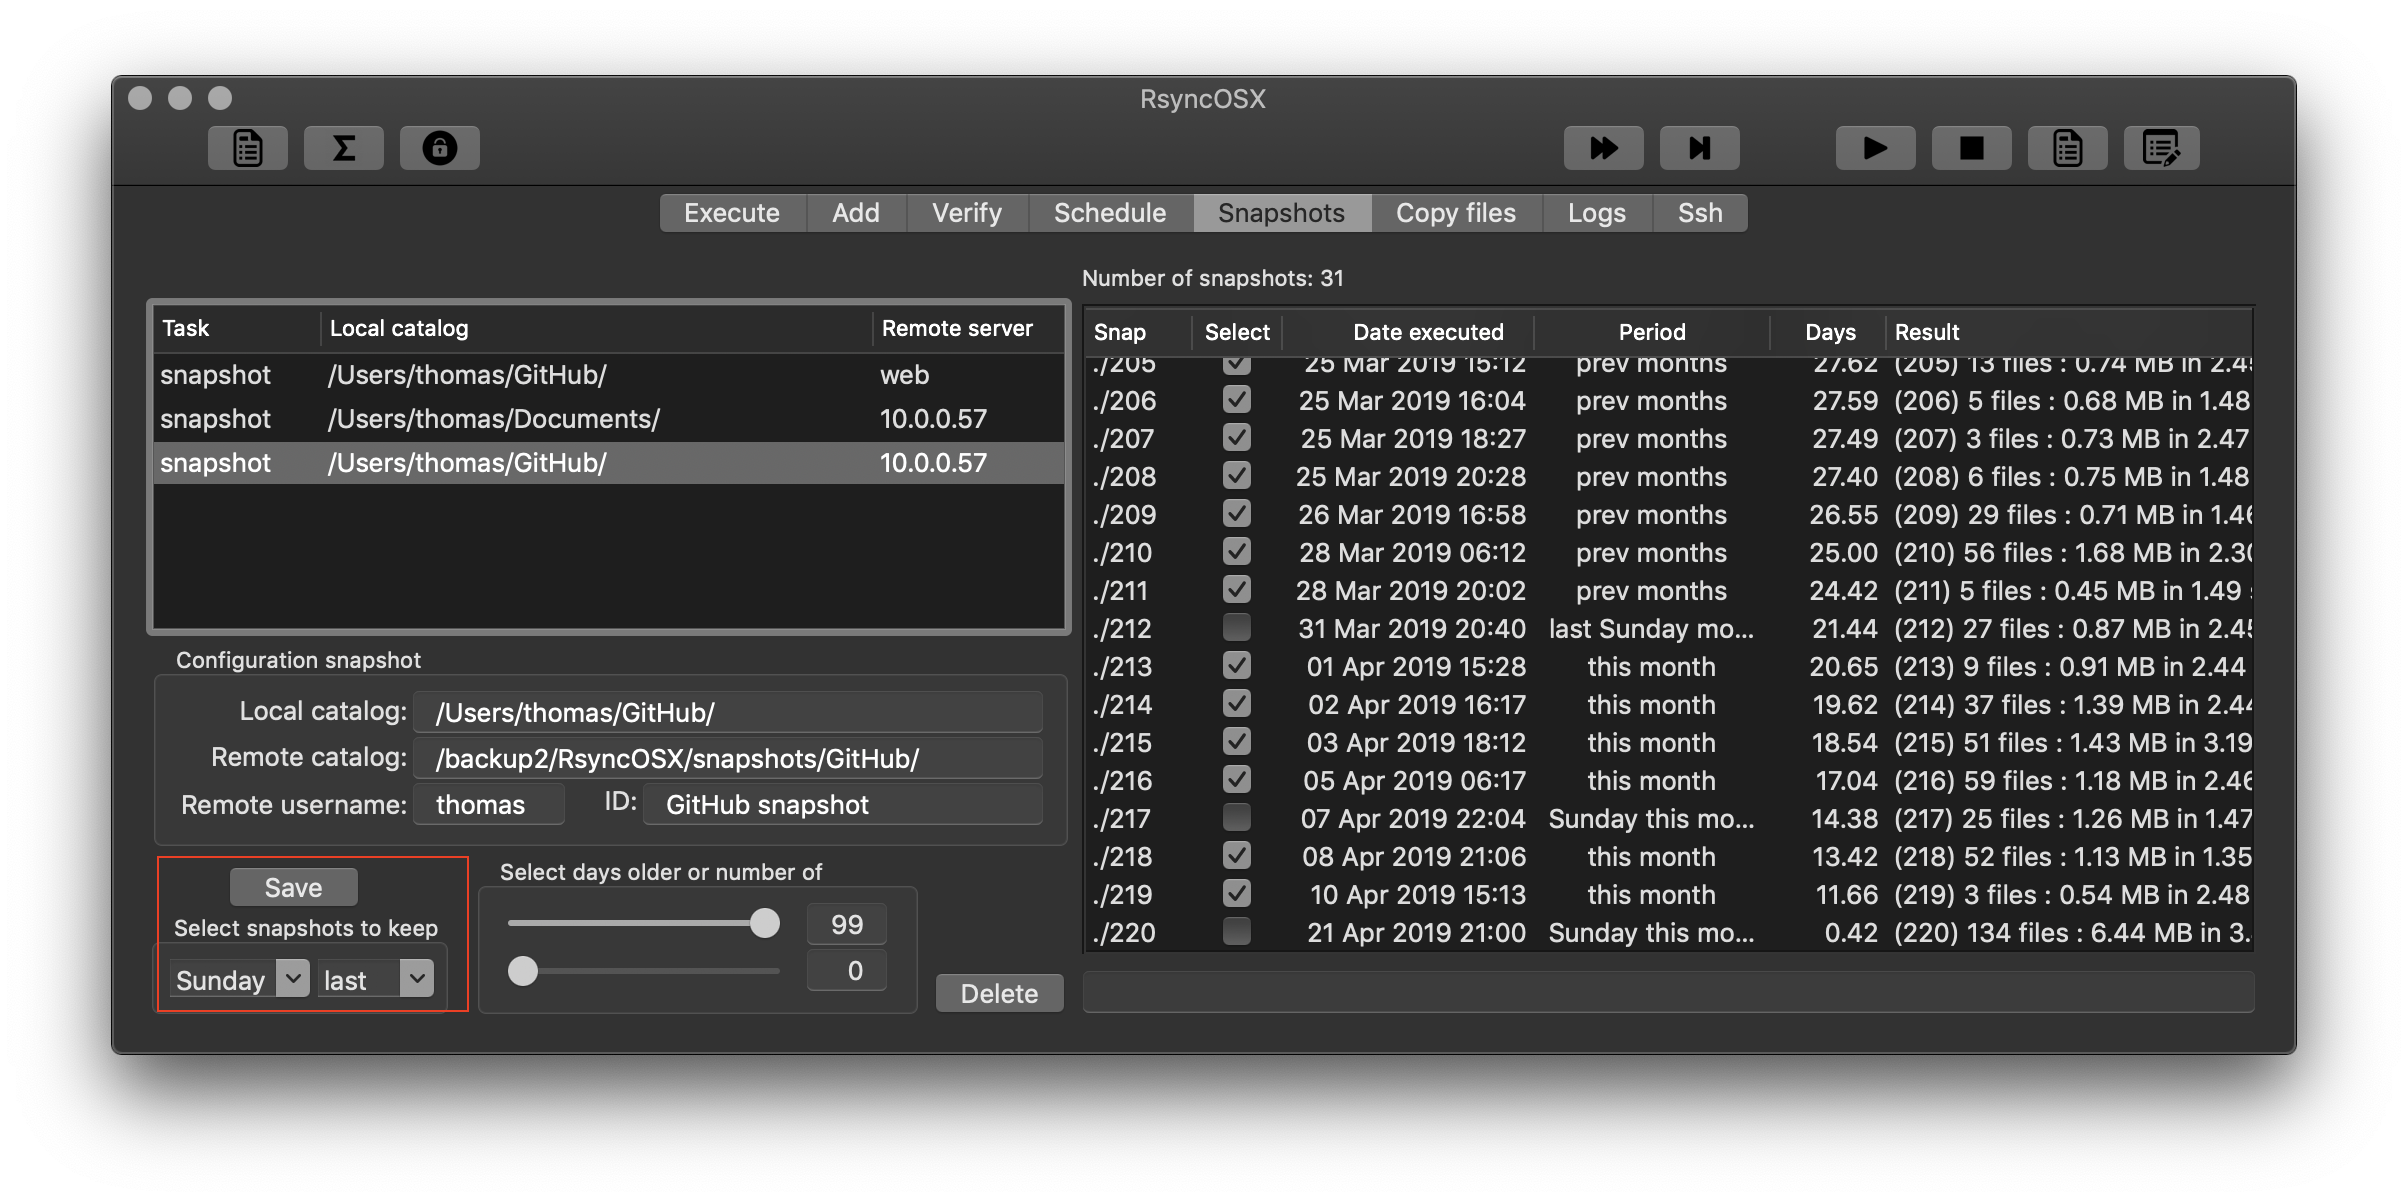 RsyncOSX
Execute Add Verify Schedule Snapshots Copy files Logs Ssh
Number of snapshots: 31
Task Local catalog Remote server
snapshot /Users/thomas/GitHub/ web
snapshot /Users/thomas/Documents/ 10.0.0.57
snapshot /Users/thomas/GitHub/ 10.0.0.57
Configuration snapshot
Local catalog: /Users/thomas/GitHub/
Remote catalog: /backup2/RsyncOSX/snapshots/GitHub/
Remote username: thomas ID: GitHub snapshot
Save
Select snapshots to keep
Sunday last
Select days older or number of
99
0
Delete
Snap Select Date executed Period Days Result
./205 25 Mar 2019 15:12 prev months 27.62 (205) 13 files : 0.74 MB in 2.45
./206 25 Mar 2019 16:04 prev months 27.59 (206) 5 files : 0.68 MB in 1.48
./207 25 Mar 2019 18:27 prev months 27.49 (207) 3 files : 0.73 MB in 2.47
./208 25 Mar 2019 20:28 prev months 27.40 (208) 6 files : 0.75 MB in 1.48
./209 26 Mar 2019 16:58 prev months 26.55 (209) 29 files : 0.71 MB in 1.46
./210 28 Mar 2019 06:12 prev months 25.00 (210) 56 files : 1.68 MB in 2.30
./211 28 Mar 2019 20:02 prev months 24.42 (211) 5 files : 0.45 MB in 1.49
./212 31 Mar 2019 20:40 last Sunday mo... 21.44 (212) 27 files : 0.87 MB in 2.45
./213 01 Apr 2019 15:28 this month 20.65 (213) 9 files : 0.91 MB in 2.44
./214 02 Apr 2019 16:17 this month 19.62 (214) 37 files : 1.39 MB in 2.44
./215 03 Apr 2019 18:12 this month 18.54 (215) 51 files : 1.43 MB in 3.19
./216 05 Apr 2019 06:17 this month 17.04 (216) 59 files : 1.18 MB in 2.46
./217 07 Apr 2019 22:04 Sunday this mo... 14.38 (217) 25 files : 1.26 MB in 1.47
./218 08 Apr 2019 21:06 this month 13.42 (218) 52 files : 1.13 MB in 1.35
./219 10 Apr 2019 15:13 this month 11.66 (219) 3 files : 0.54 MB in 2.48
./220 21 Apr 2019 21:00 Sunday this mo... 0.42 (220) 134 files : 6.44 MB in 3.